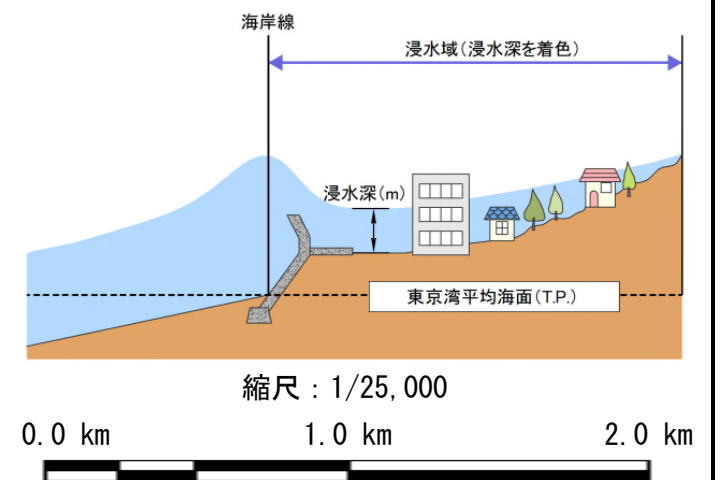 海岸線
浸水域(浸水深を着色)
浸水深(m)
東京湾平均海面(T.P.)
縮尺：1/25,000
0.0 km 1.0 km 2.0 km